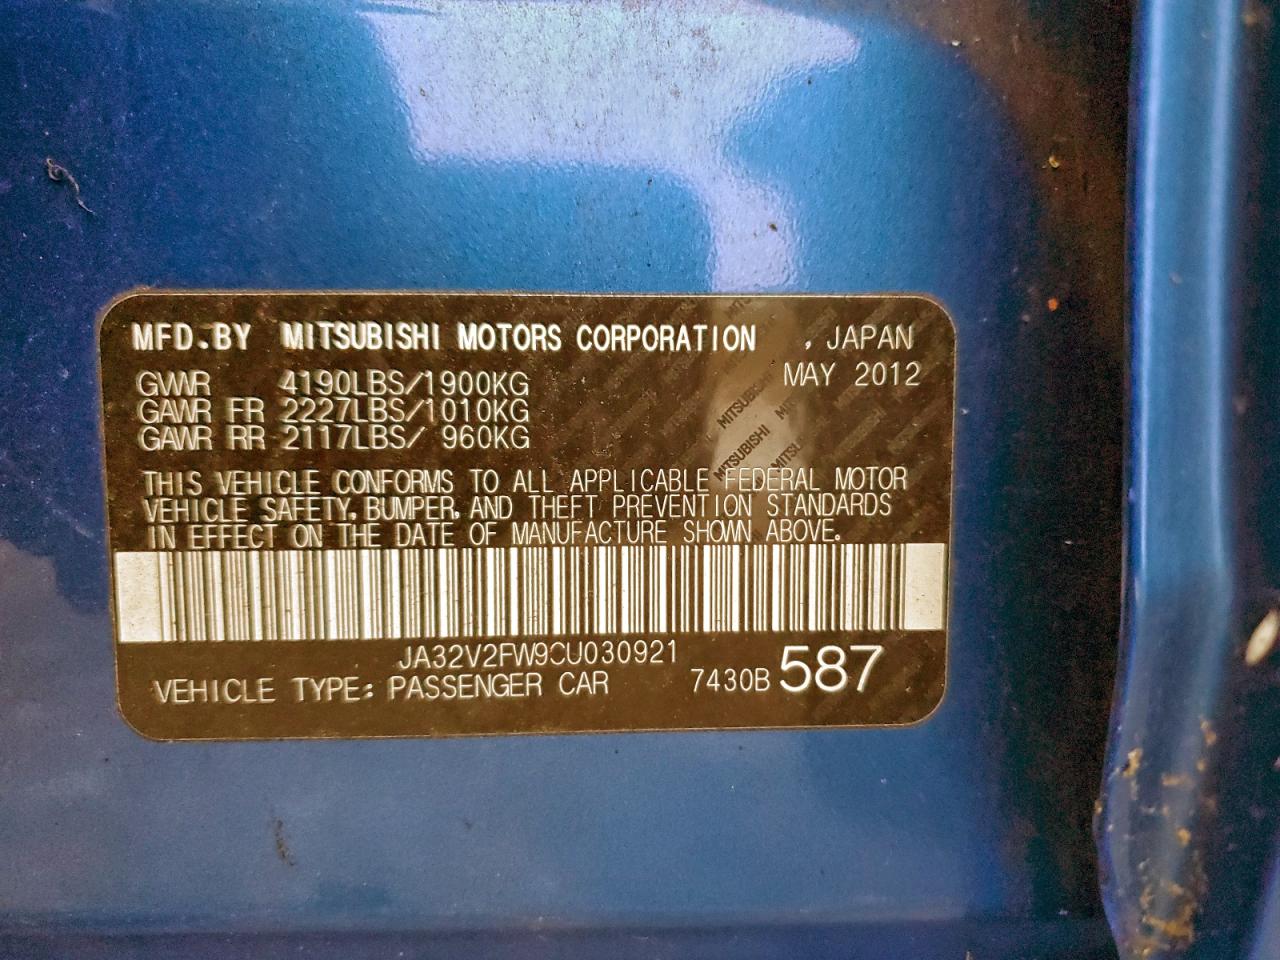 MFD.BY MITSUBISHI MOTORS CORPORATION , JAPAN
MAY 2012
GVWR 4190LBS/1900KG
GAWR FR 2227LBS/1010KG
GAWR RR 2117LBS/ 960KG
MITSUBISHI
MITSUBISHI
THIS VEHICLE CONFORMS TO ALL APPLICABLE FEDERAL MOTOR
VEHICLE SAFETY, BUMPER, AND THEFT PREVENTION STANDARDS
IN EFFECT ON THE DATE OF MANUFACTURE SHOWN ABOVE.
JA32V2FW9CU030921
VEHICLE TYPE: PASSENGER CAR 7430B 587